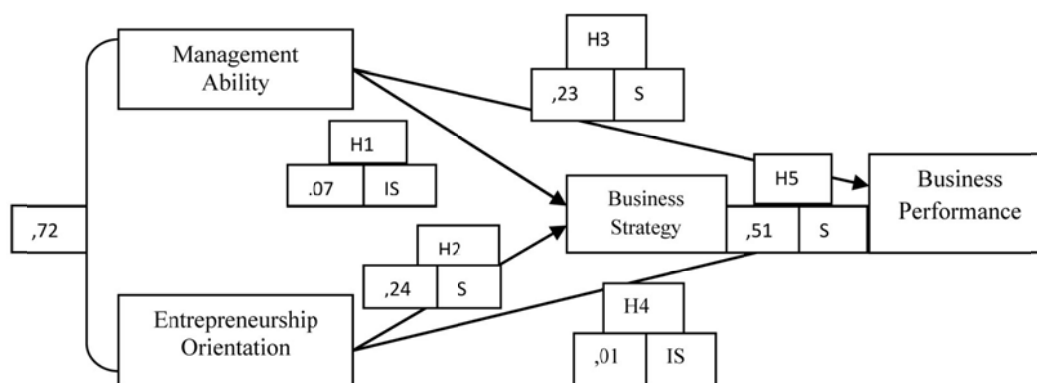 H3
Management
Ability
,23 S
H1
.07 IS
H5
Business
Performance
Business
Strategy
,72
,51 S
H2
,24 S
Entrepreneurship
Orientation
H4
,01 IS